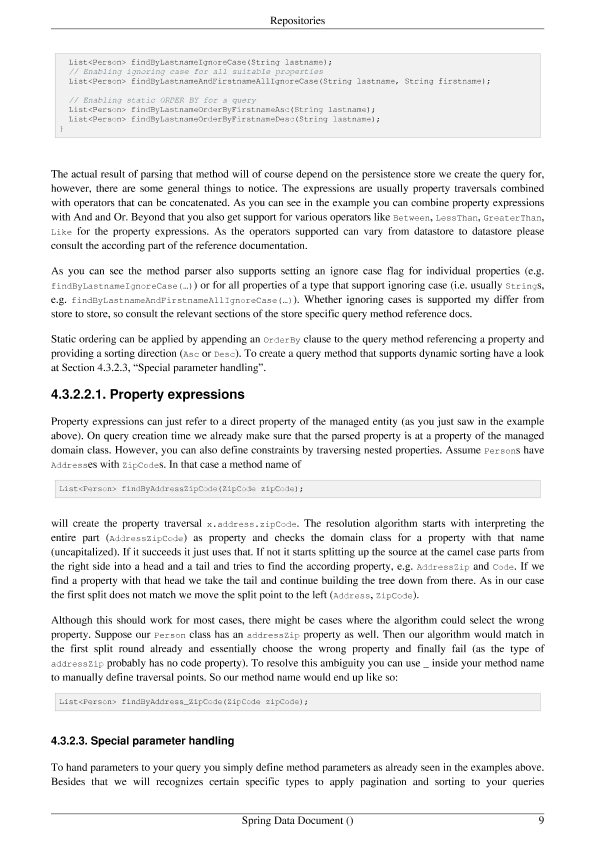 Repositories
List<Person> findByLastnameIgnoreCase(String lastname);
// Enabling ignoring case for all suitable properties
List<Person> findByLastnameAndFirstnameAllIgnoreCase(String lastname, String firstname);
// Enabling static ORDER BY for a query
List<Person> findByLastnameOrderByFirstnameAsc(String lastname);
List<Person> findByLastnameOrderByFirstnameDesc(String lastname);
}
The actual result of parsing that method will of course depend on the persistence store we create the query for,
however, there are some general things to notice. The expressions are usually property traversals combined
with operators that can be concatenated. As you can see in the example you can combine property expressions
with And and Or. Beyond that you also get support for various operators like Between, LessThan, GreaterThan,
Like for the property expressions. As the operators supported can vary from datastore to datastore please
consult the according part of the reference documentation.
As you can see the method parser also supports setting an ignore case flag for individual properties (e.g.
findByLastnameIgnoreCase(…)) or for all properties of a type that support ignoring case (i.e. usually Strings,
e.g. findByLastnameAndFirstnameAllIgnoreCase(…)). Whether ignoring cases is supported my differ from
store to store, so consult the relevant sections of the store specific query method reference docs.
Static ordering can be applied by appending an OrderBy clause to the query method referencing a property and
providing a sorting direction (Asc or Desc). To create a query method that supports dynamic sorting have a look
at Section 4.3.2.3, “Special parameter handling”.
4.3.2.2.1. Property expressions
Property expressions can just refer to a direct property of the managed entity (as you just saw in the example
above). On query creation time we already make sure that the parsed property is at a property of the managed
domain class. However, you can also define constraints by traversing nested properties. Assume Persons have
Addresses with ZipCodes. In that case a method name of
List<Person> findByAddressZipCode(ZipCode zipCode);
will create the property traversal x.address.zipCode. The resolution algorithm starts with interpreting the
entire part (AddressZipCode) as property and checks the domain class for a property with that name
(uncapitalized). If it succeeds it just uses that. If not it starts splitting up the source at the camel case parts from
the right side into a head and a tail and tries to find the according property, e.g. AddressZip and Code. If we
find a property with that head we take the tail and continue building the tree down from there. As in our case
the first split does not match we move the split point to the left (Address, ZipCode).
Although this should work for most cases, there might be cases where the algorithm could select the wrong
property. Suppose our Person class has an addressZip property as well. Then our algorithm would match in
the first split round already and essentially choose the wrong property and finally fail (as the type of
addressZip probably has no code property). To resolve this ambiguity you can use _ inside your method name
to manually define traversal points. So our method name would end up like so:
List<Person> findByAddress_ZipCode(ZipCode zipCode);
4.3.2.3. Special parameter handling
To hand parameters to your query you simply define method parameters as already seen in the examples above.
Besides that we will recognizes certain specific types to apply pagination and sorting to your queries
Spring Data Document ()
9